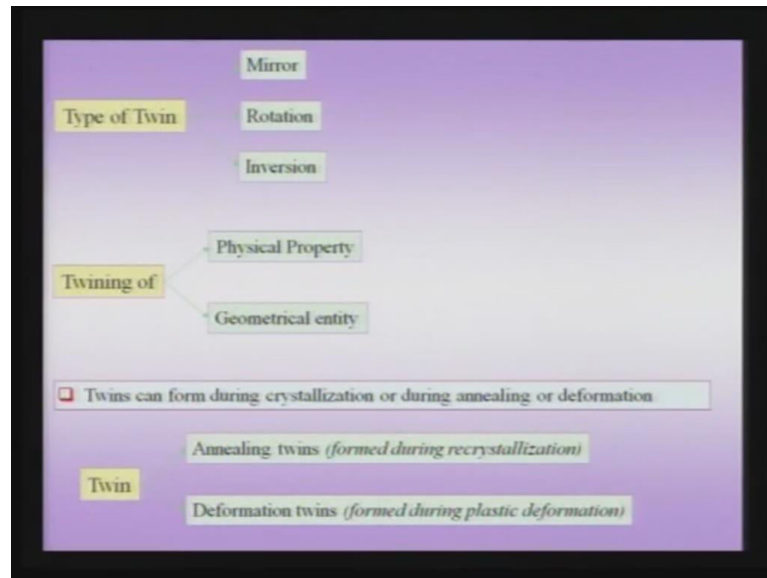 Mirror
Type of Twin
Rotation
Inversion
Physical Property
Twining of
Geometrical entity
Twins can form during crystallization or during annealing or deformation
Annealing twins (formed during recrystallization)
Twin
Deformation twins (formed during plastic deformation)